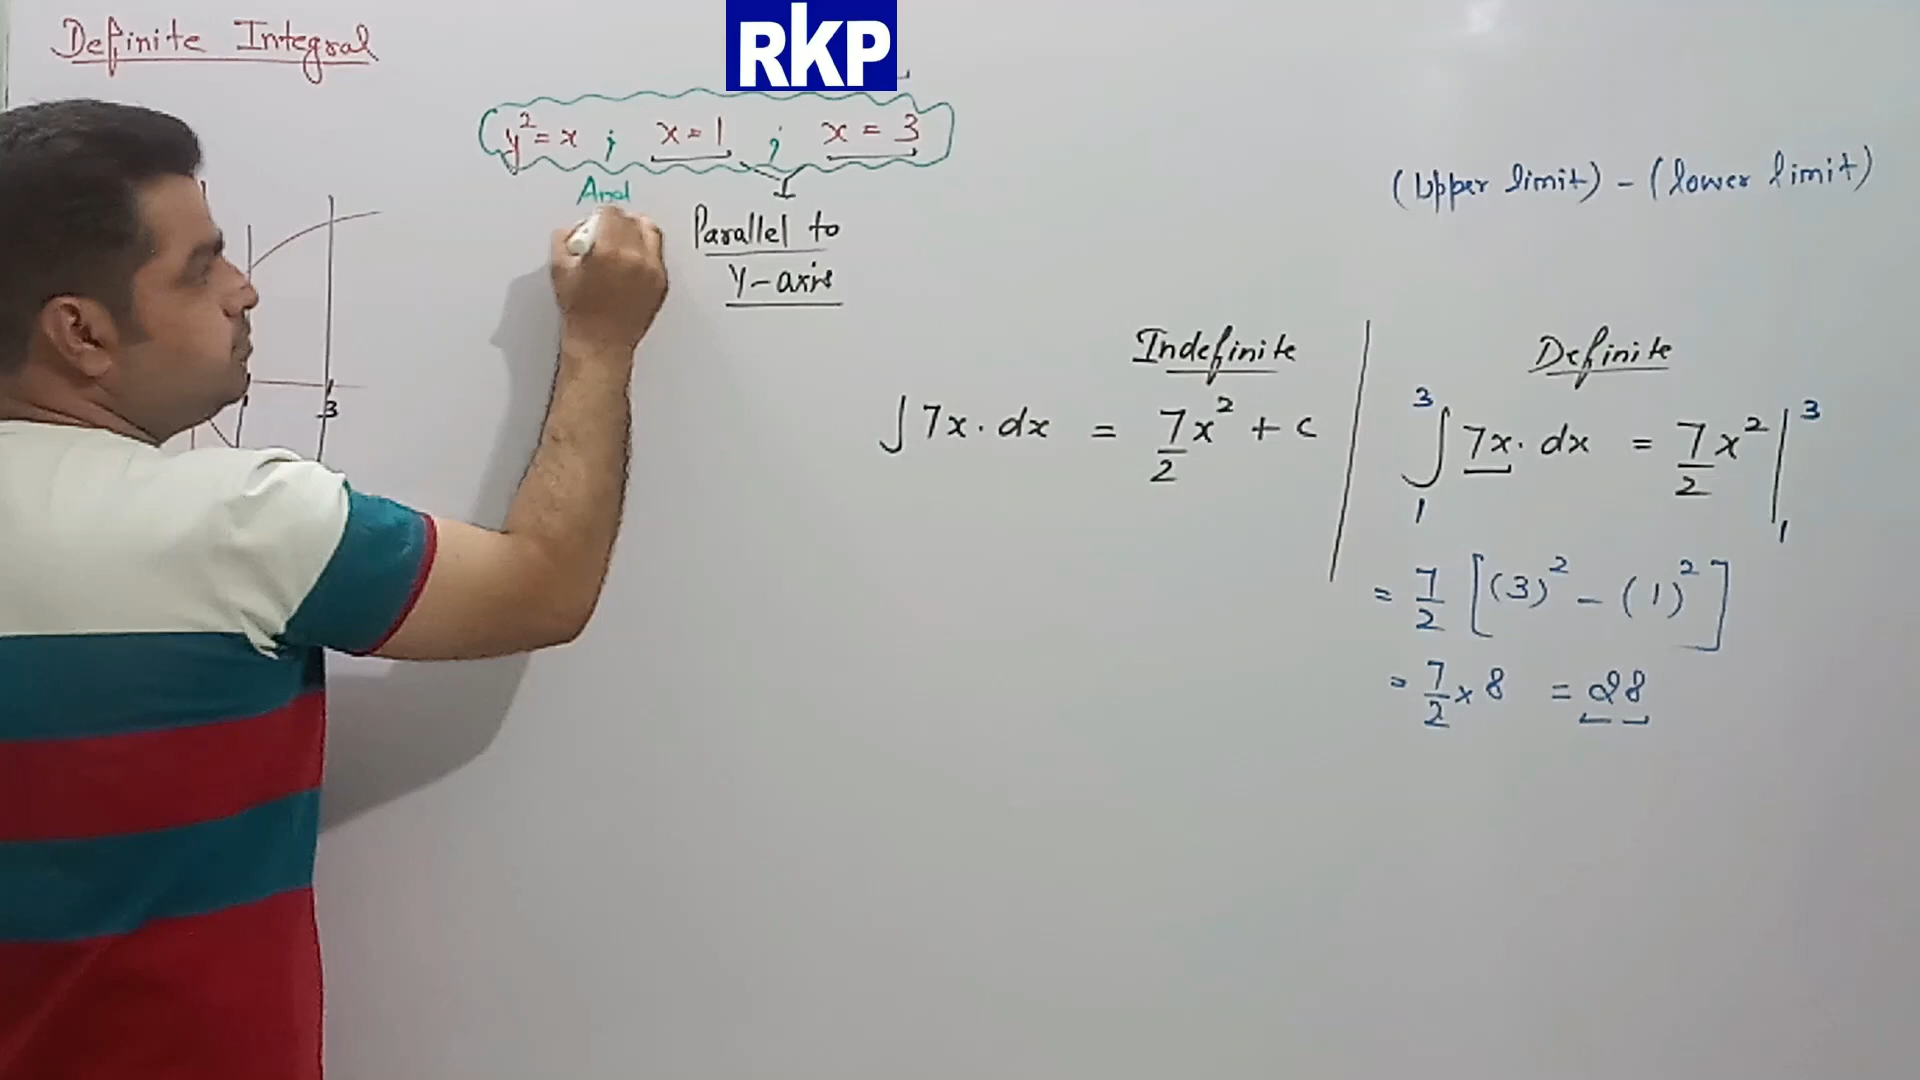 Definite Integral
RKP
y² = x ; x = 1 ; x = 3
And
Parallel to
Y-axis
3
(Upper limit) - (lower limit)
Indefinite
∫ 7x . dx = 7/2 x² + c
Definite
∫₁³ 7x . dx = 7/2 x² |₁³
= 7/2 [(3)² - (1)²]
= 7/2 x 8 = 28